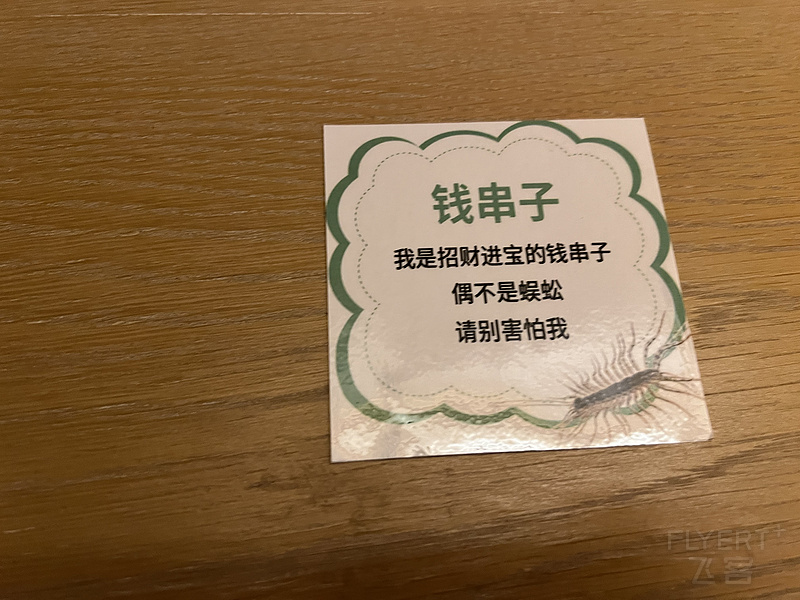 钱串子
我是招财进宝的钱串子
偶不是蜈蚣
请别害怕我
FLYERT+
飞客